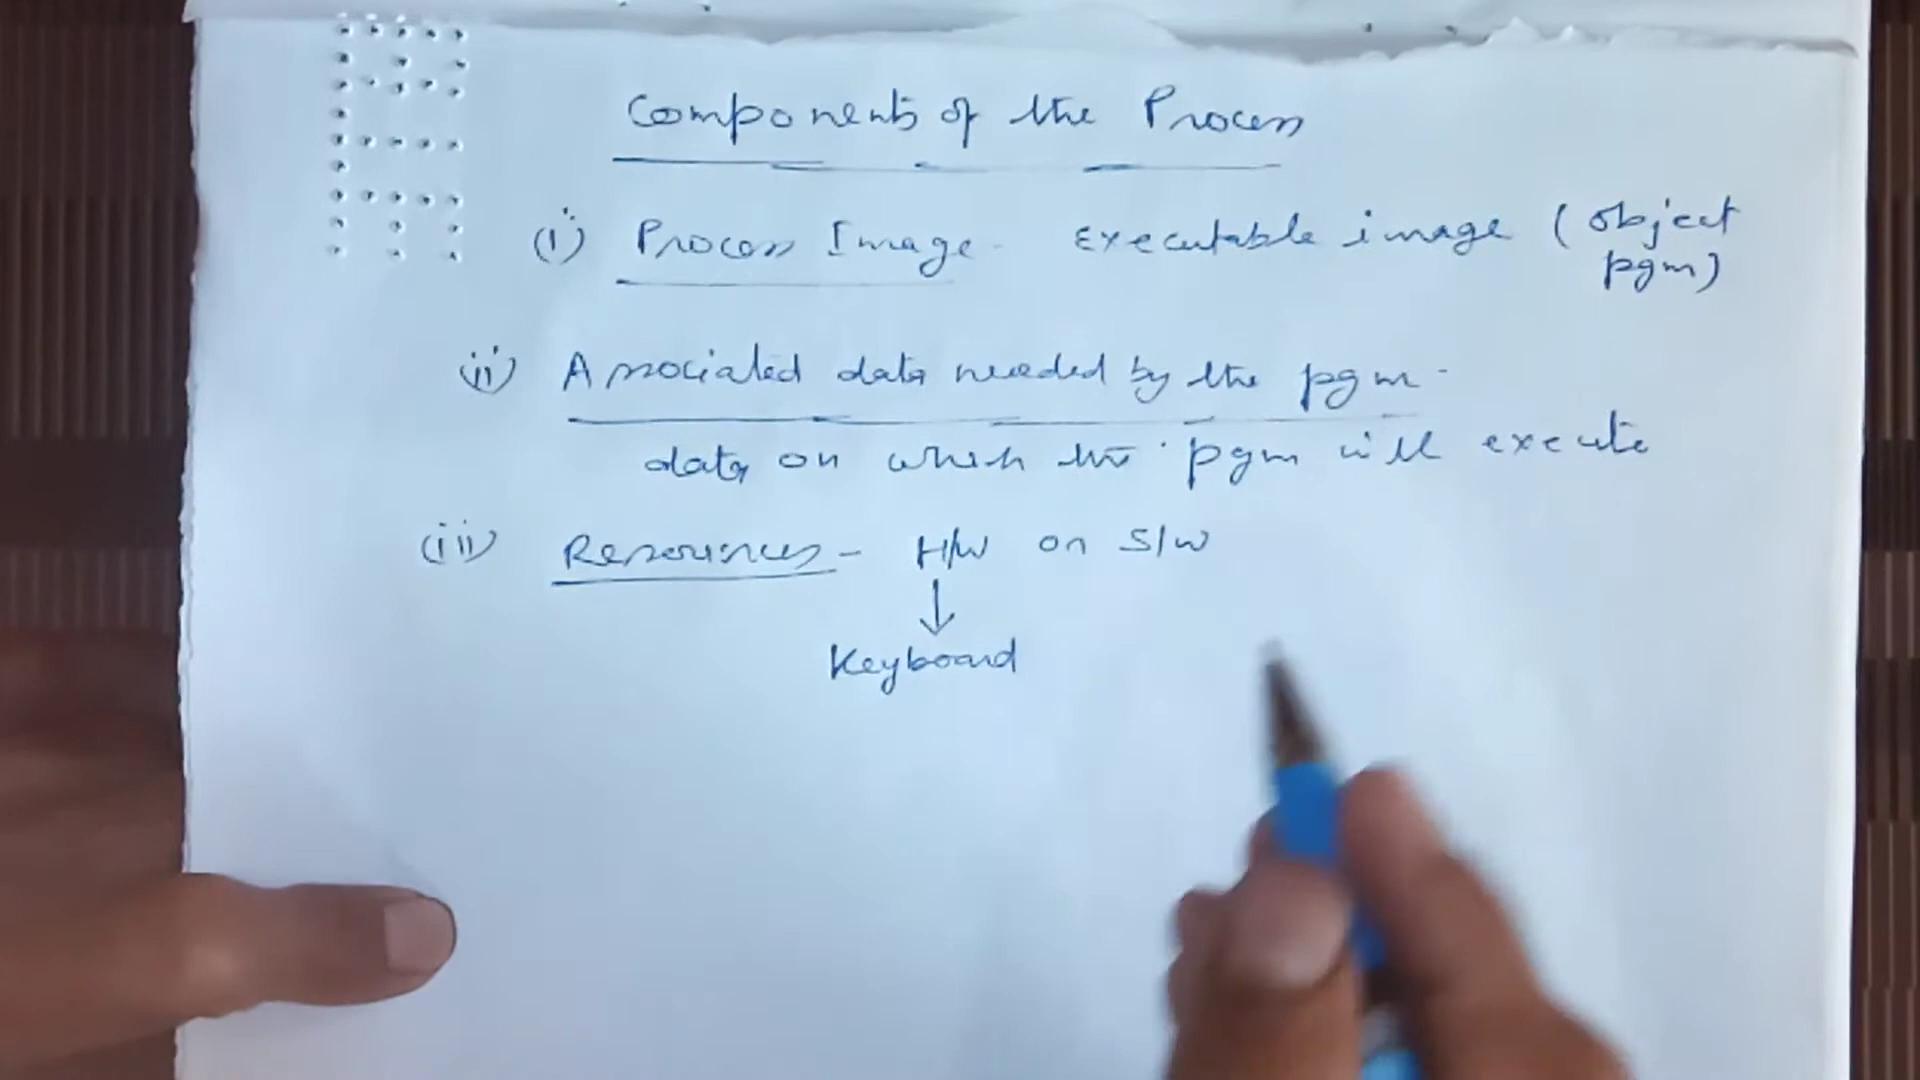 Components of the Process
(i) Process Image - Executable image (object
pgm)
ii) Associated data needed by the pgm -
data on which the pgm will execute
(iii) Resources - H/W or S/W
↓
Keyboard